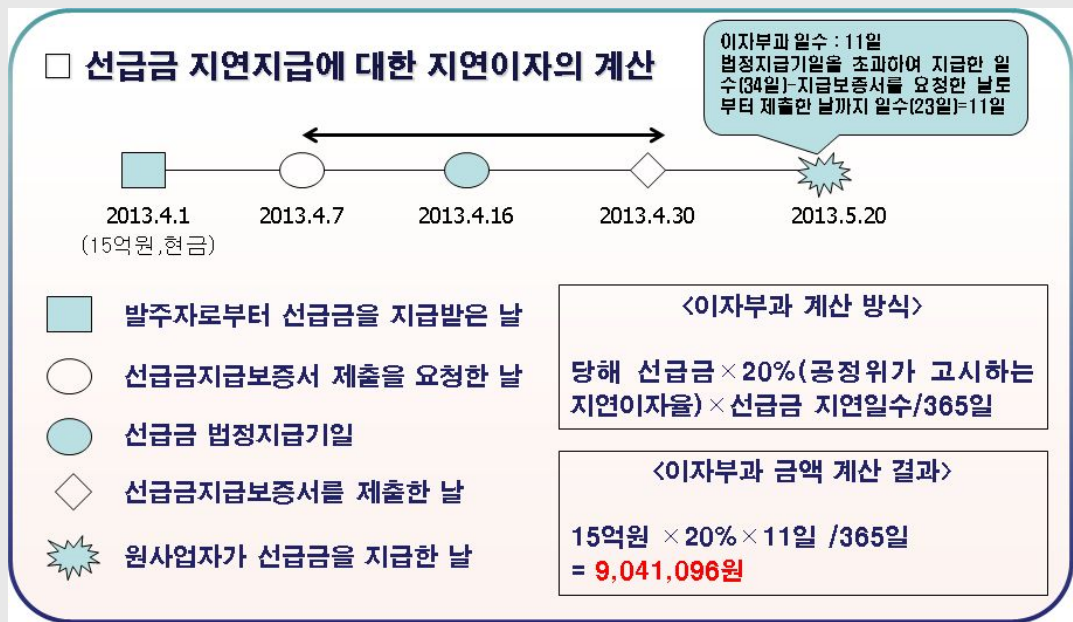 □ 선급금 지연지급에 대한 지연이자의 계산
이자부과 일수 : 11일
법정지급기일을 초과하여 지급한 일
수(34일)-지급보증서를 요청한 날로
부터 제출한 날까지 일수(23일)=11일
2013.4.1
2013.4.7
2013.4.16
2013.4.30
2013.5.20
(15억원,현금)
발주자로부터 선급금을 지급받은 날
선급금지급보증서 제출을 요청한 날
선급금 법정지급기일
선급금지급보증서를 제출한 날
원사업자가 선급금을 지급한 날
<이자부과 계산 방식>
당해 선급금×20%(공정위가 고시하는
지연이자율)×선급금 지연일수/365일
<이자부과 금액 계산 결과>
15억원 ×20%×11일 /365일
= 9,041,096원